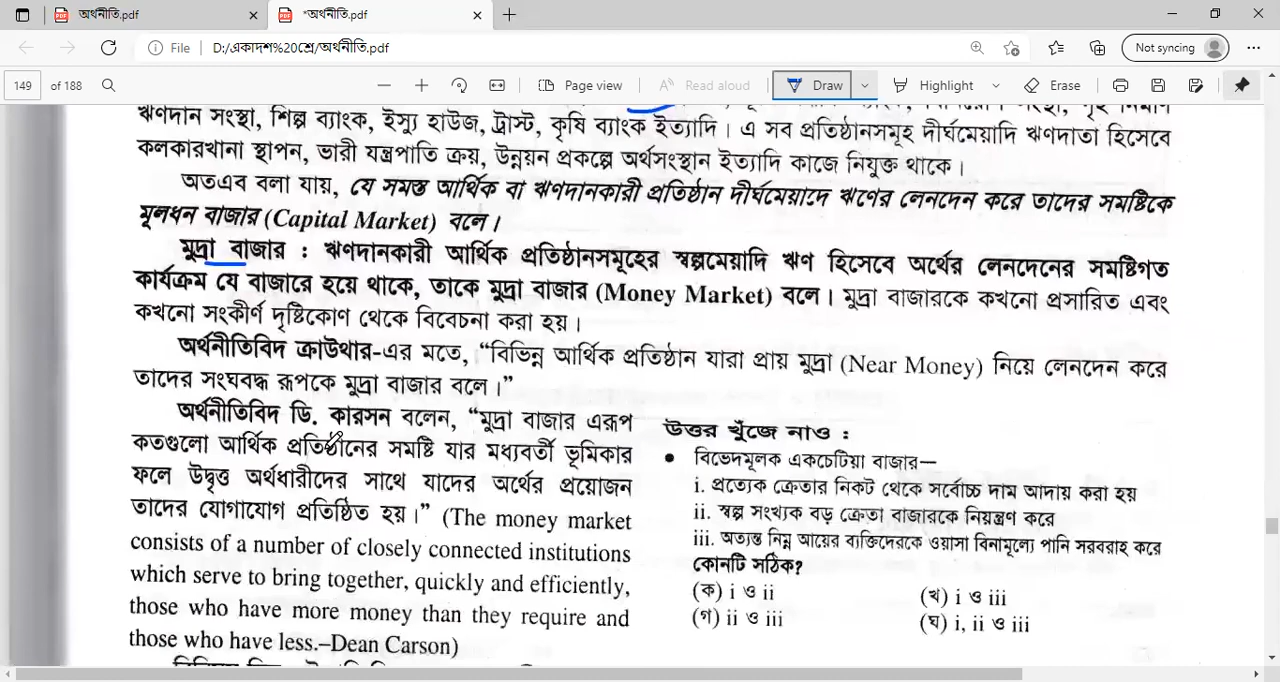 অর্থনীতি.pdf
*অর্থনীতি.pdf
File
D:/একাদশ%20শ্রে/অর্থনীতি.pdf
Not syncing
149 of 188
Page view
Read aloud
Draw
Highlight
Erase
ঋণদান সংস্থা, শিল্প ব্যাংক, ইস্যু হাউজ, ট্রাস্ট, কৃষি ব্যাংক ইত্যাদি। এ সব প্রতিষ্ঠানসমূহ দীর্ঘমেয়াদি ঋণদাতা হিসেবে
কলকারখানা স্থাপন, ভারী যন্ত্রপাতি ক্রয়, উন্নয়ন প্রকল্পে অর্থসংস্থান ইত্যাদি কাজে নিযুক্ত থাকে।
অতএব বলা যায়, যে সমস্ত আর্থিক বা ঋণদানকারী প্রতিষ্ঠান দীর্ঘমেয়াদে ঋণের লেনদেন করে তাদের সমষ্টিকে
মূলধন বাজার (Capital Market) বলে।
মুদ্রা বাজার : ঋণদানকারী আর্থিক প্রতিষ্ঠানসমূহের স্বল্পমেয়াদি ঋণ হিসেবে অর্থের লেনদেনের সমষ্টিগত
কার্যক্রম যে বাজারে হয়ে থাকে, তাকে মুদ্রা বাজার (Money Market) বলে। মুদ্রা বাজারকে কখনো প্রসারিত এবং
কখনো সংকীর্ণ দৃষ্টিকোণ থেকে বিবেচনা করা হয়।
অর্থনীতিবিদ ক্রাউথার-এর মতে, “বিভিন্ন আর্থিক প্রতিষ্ঠান যারা প্রায় মুদ্রা (Near Money) নিয়ে লেনদেন করে
তাদের সংঘবদ্ধ রূপকে মুদ্রা বাজার বলে।”
অর্থনীতিবিদ ডি. কারসন বলেন, “মুদ্রা বাজার এরূপ
কতগুলো আর্থিক প্রতিষ্ঠানের সমষ্টি যার মধ্যবর্তী ভূমিকার
ফলে উদ্বৃত্ত অর্থধারীদের সাথে যাদের অর্থের প্রয়োজন
তাদের যোগাযোগ প্রতিষ্ঠিত হয়।” (The money market
consists of a number of closely connected institutions
which serve to bring together, quickly and efficiently,
those who have more money than they require and
those who have less.–Dean Carson)
উত্তর খুঁজে নাও :
● বিভেদমূলক একচেটিয়া বাজার—
i. প্রত্যেক ক্রেতার নিকট থেকে সর্বোচ্চ দাম আদায় করা হয়
ii. স্বল্প সংখ্যক বড় ক্রেতা বাজারকে নিয়ন্ত্রণ করে
iii. অত্যন্ত নিম্ন আয়ের ব্যক্তিদেরকে ওয়াসা বিনামূল্যে পানি সরবরাহ করে
কোনটি সঠিক?
(ক) i ও ii
(খ) i ও iii
(গ) ii ও iii
(ঘ) i, ii ও iii